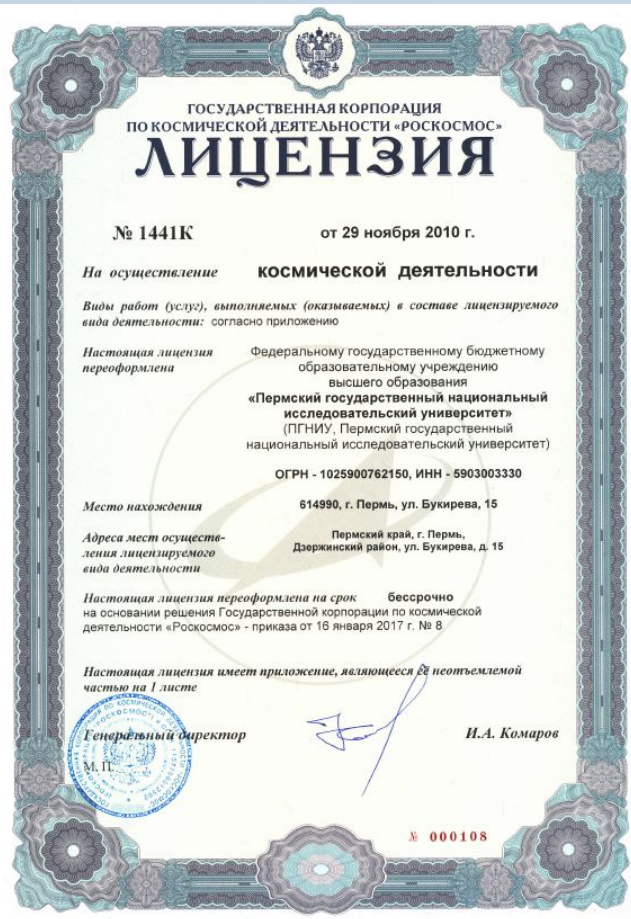 ГОСУДАРСТВЕННАЯ КОРПОРАЦИЯ
ПО КОСМИЧЕСКОЙ ДЕЯТЕЛЬНОСТИ «РОСКОСМОС»
ЛИЦЕНЗИЯ
№ 1441К от 29 ноября 2010 г.
На осуществление космической деятельности
Виды работ (услуг), выполняемых (оказываемых) в составе лицензируемого
вида деятельности: согласно приложению
Настоящая лицензия Федеральному государственному бюджетному
переоформлена образовательному учреждению
высшего образования
«Пермский государственный национальный
исследовательский университет»
(ПГНИУ, Пермский государственный
национальный исследовательский университет)
ОГРН - 1025900762150, ИНН - 5903003330
Место нахождения 614990, г. Пермь, ул. Букирева, 15
Адреса мест осуществ- Пермский край, г. Пермь,
ления лицензируемого Дзержинский район, ул. Букирева, д. 15
вида деятельности
Настоящая лицензия переоформлена на срок бессрочно
на основании решения Государственной корпорации по космической
деятельности «Роскосмос» - приказа от 16 января 2017 г. № 8
Настоящая лицензия имеет приложение, являющееся её неотъемлемой
частью на 1 листе
Генеральный директор И.А. Комаров
М. П.
№ 000108